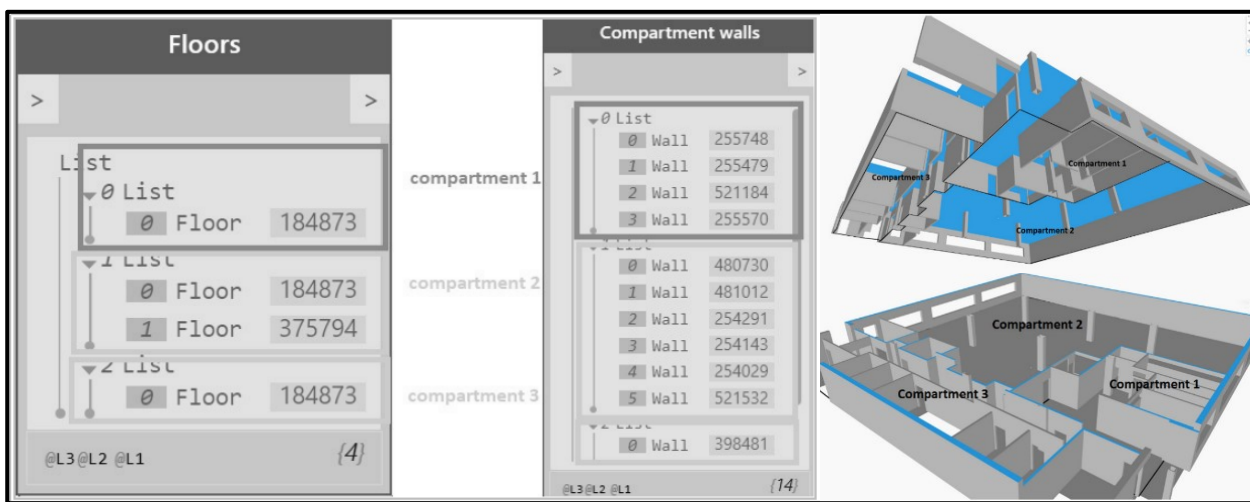 Floors
>
>
List
0 List
0 Floor 184873
1 List
0 Floor 184873
1 Floor 375794
2 List
0 Floor 184873
@L3 @L2 @L1 {4}
compartment 1
compartment 2
compartment 3
Compartment walls
>
>
0 List
0 Wall 255748
1 Wall 255479
2 Wall 521184
3 Wall 255570
1 List
0 Wall 480730
1 Wall 481012
2 Wall 254291
3 Wall 254143
4 Wall 254029
5 Wall 521532
2 List
0 Wall 398481
@L3 @L2 @L1 {14}
Compartment 1
Compartment 3
Compartment 2
Compartment 2
Compartment 1
Compartment 3